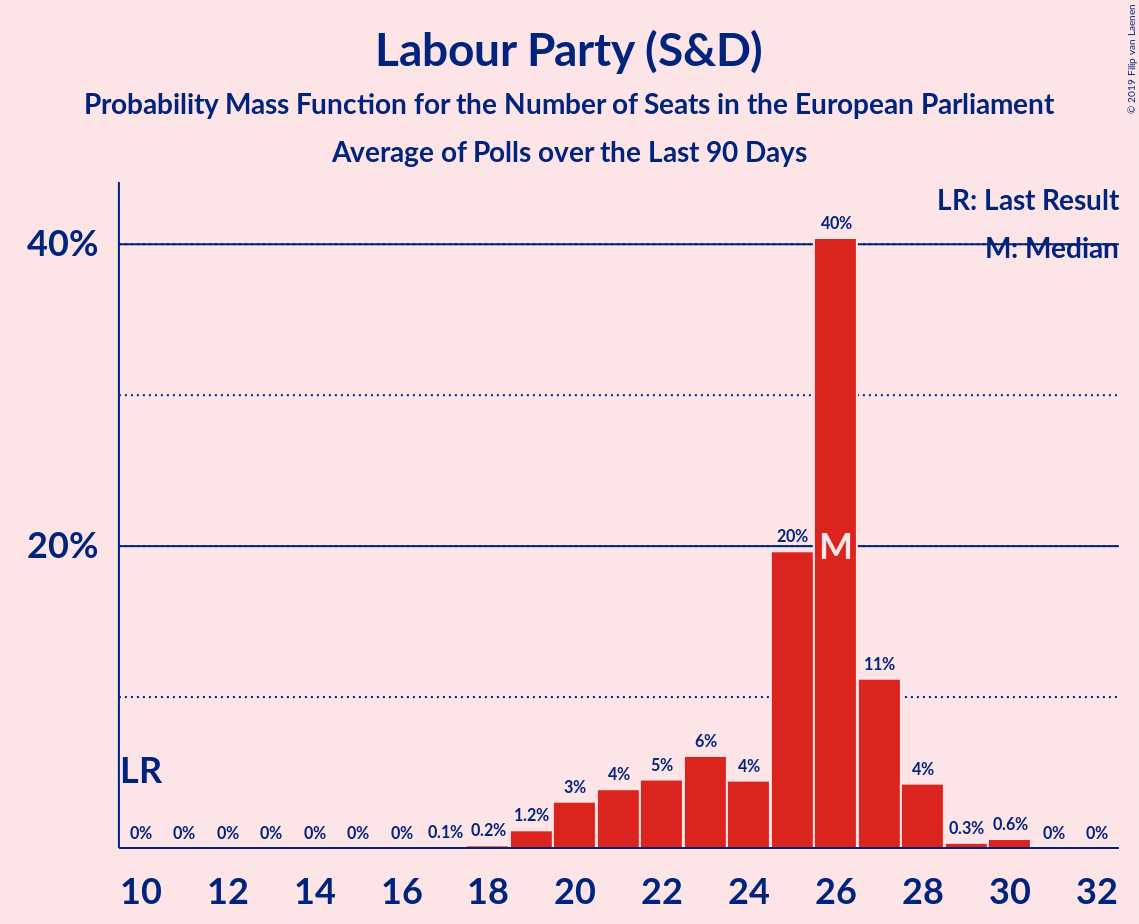 Labour Party (S&D)
Probability Mass Function for the Number of Seats in the European Parliament
Average of Polls over the Last 90 Days
© 2019 Filip van Laenen
LR: Last Result
M: Median
40%
20%
40%
20%
M
11%
6%
4%
5%
4%
3%
1.2%
4%
0.3%
0.6%
0%
0%
LR
0%
0%
0%
0%
0%
0%
0%
0.1%
0.2%
10 12 14 16 18 20 22 24 26 28 30 32